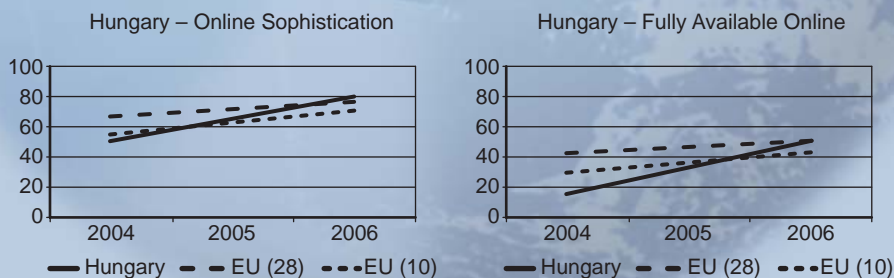 Hungary – Online Sophistication
100
80
60
40
20
0
2004 2005 2006
Hungary EU (28) EU (10)
Hungary – Fully Available Online
100
80
60
40
20
0
2004 2005 2006
Hungary EU (28) EU (10)